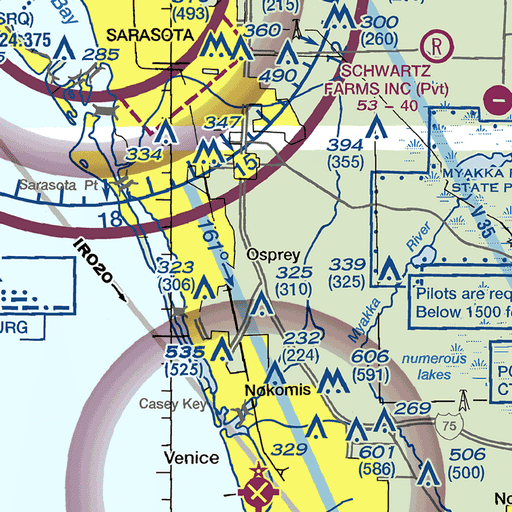 (493)
(215)
300
(260)
SRQ)
SARASOTA
360
R
24.375
285
490
SCHWARTZ
FARMS INC (Pvt)
53 - 40
347
334
394
(355)
15
MYAKKA R
STATE P
Sarasota Pt
18
V 35
IR020
161°
River
Osprey
323
(306)
325
(310)
339
(325)
Pilots are req
Below 1500 f
URG
Myakka
535
(525)
232
(224)
606
(591)
numerous
lakes
PO
CT
Nokomis
Casey Key
269
75
329
601
(586)
506
(500)
Venice
No